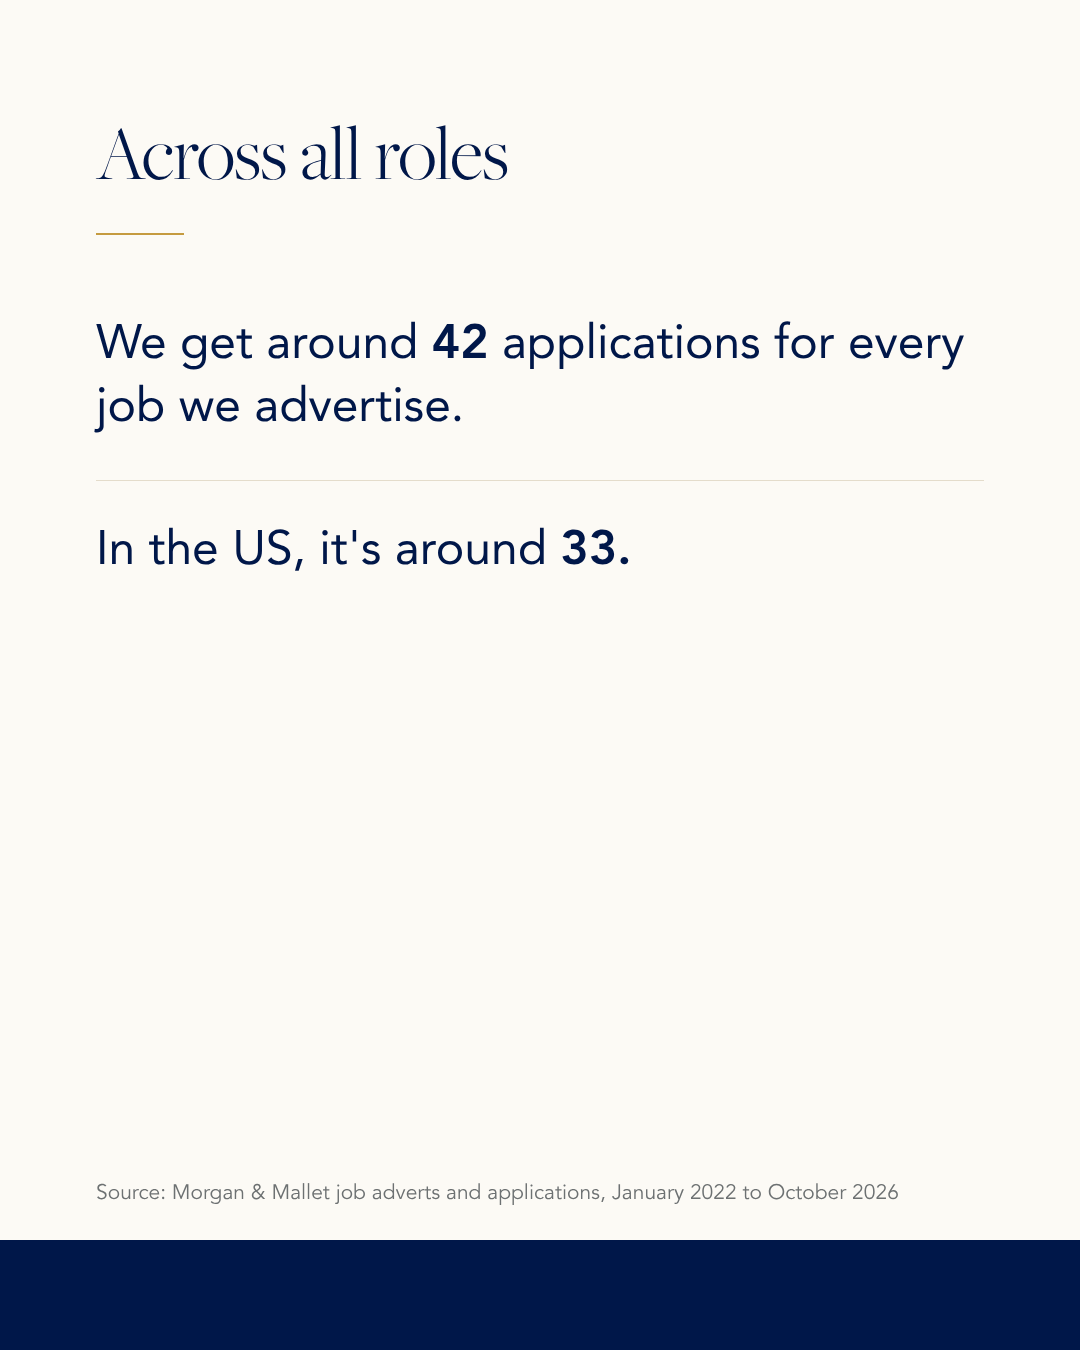 Across all roles
We get around 42 applications for every
job we advertise.
In the US, it's around 33.
Source: Morgan & Mallet job adverts and applications, January 2022 to October 2026